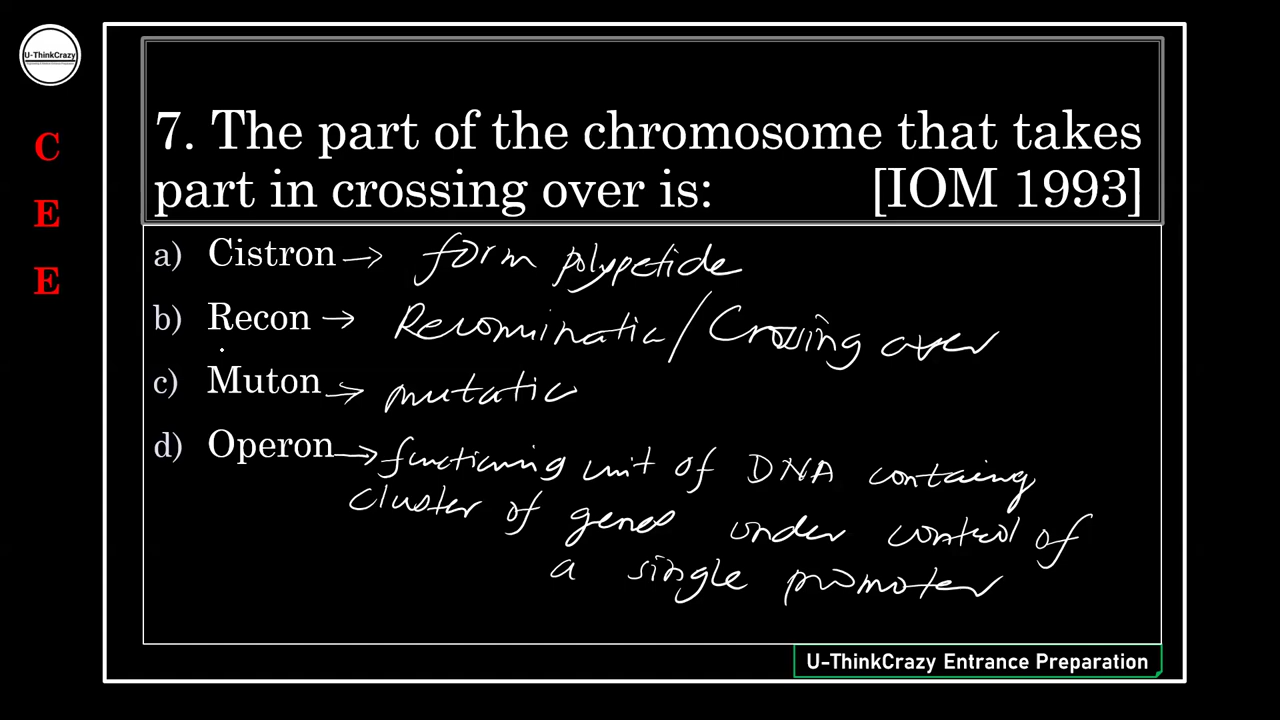 U-ThinkCrazy
C
E
E
7. The part of the chromosome that takes
part in crossing over is: [IOM 1993]
a) Cistron → form polypetide
b) Recon → Recominatic / Crossing over
c) Muton → mutatic
d) Operon → functioning unit of DNA containg
cluster of genes under control of
a single promoter
U-ThinkCrazy Entrance Preparation